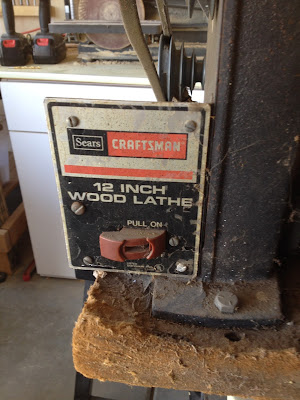 Sears CRAFTSMAN
12 INCH
WOOD LATHE
PULL ON